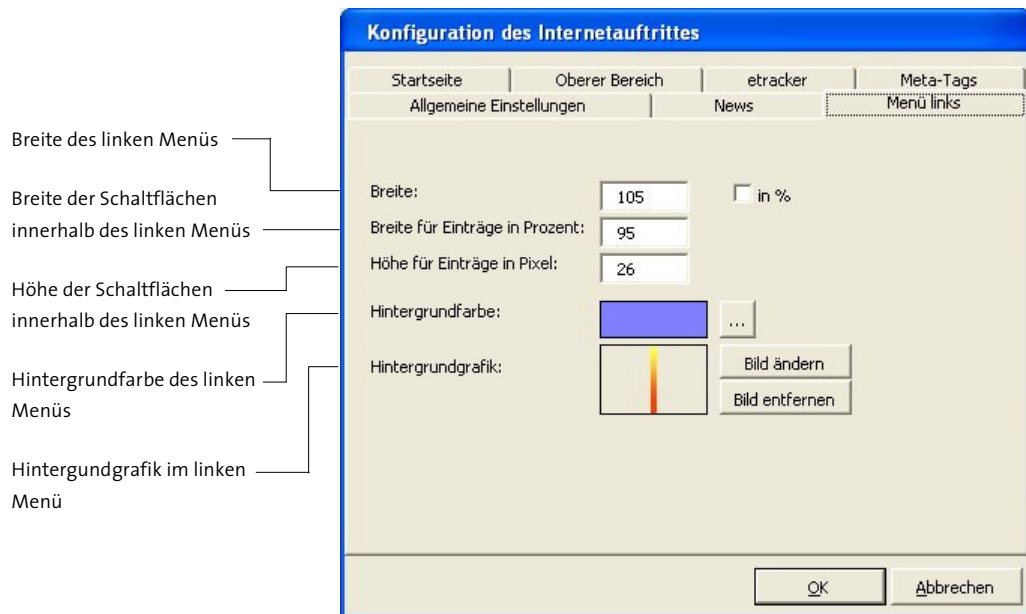 Konfiguration des Internetauftrittes
Startseite
Oberer Bereich
etracker
Meta-Tags
Allgemeine Einstellungen
News
Menü links
Breite des linken Menüs
Breite der Schaltflächen
innerhalb des linken Menüs
Höhe der Schaltflächen
innerhalb des linken Menüs
Hintergrundfarbe des linken
Menüs
Hintergundgrafik im linken
Menü
Breite:
105
in %
Breite für Einträge in Prozent:
95
Höhe für Einträge in Pixel:
26
Hintergrundfarbe:
...
Hintergrundgrafik:
Bild ändern
Bild entfernen
OK
Abbrechen